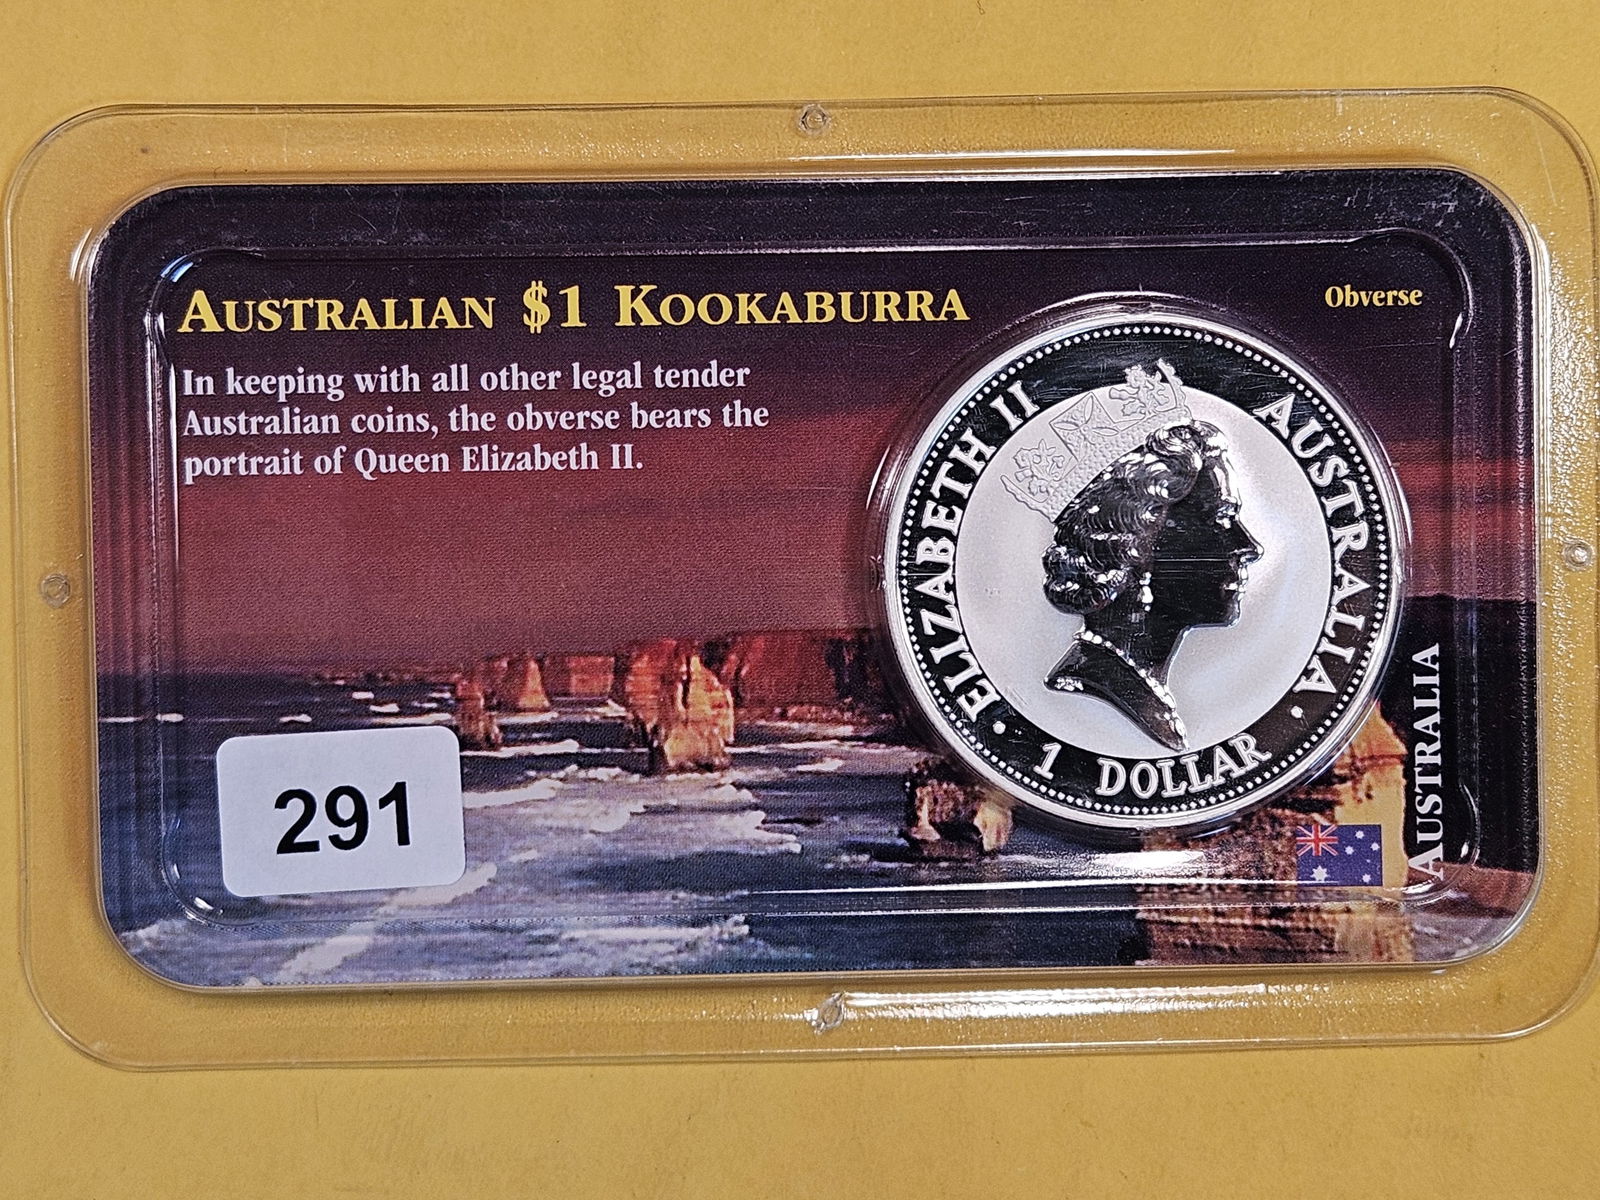 AUSTRALIAN $1 KOOKABURRA
Obverse
In keeping with all other legal tender
Australian coins, the obverse bears the
portrait of Queen Elizabeth II.
ELIZABETH II
AUSTRALIA
1 DOLLAR
AUSTRALIA
291